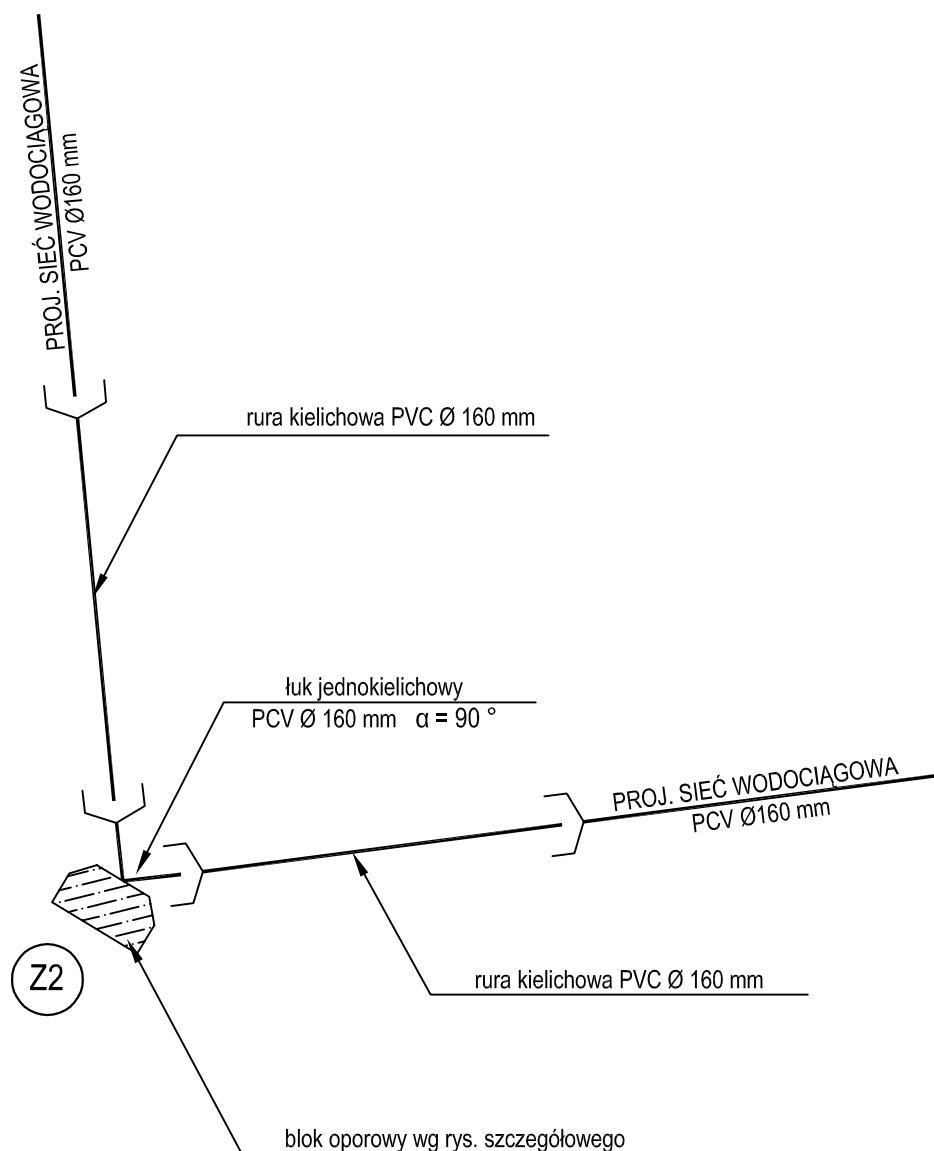 PROJ. SIEĆ WODOCIĄGOWA
PCV Ø160 mm
rura kielichowa PVC Ø 160 mm
łuk jednokielichowy
PCV Ø 160 mm α = 90 °
PROJ. SIEĆ WODOCIĄGOWA
PCV Ø160 mm
Z2
rura kielichowa PVC Ø 160 mm
blok oporowy wg rys. szczegółowego